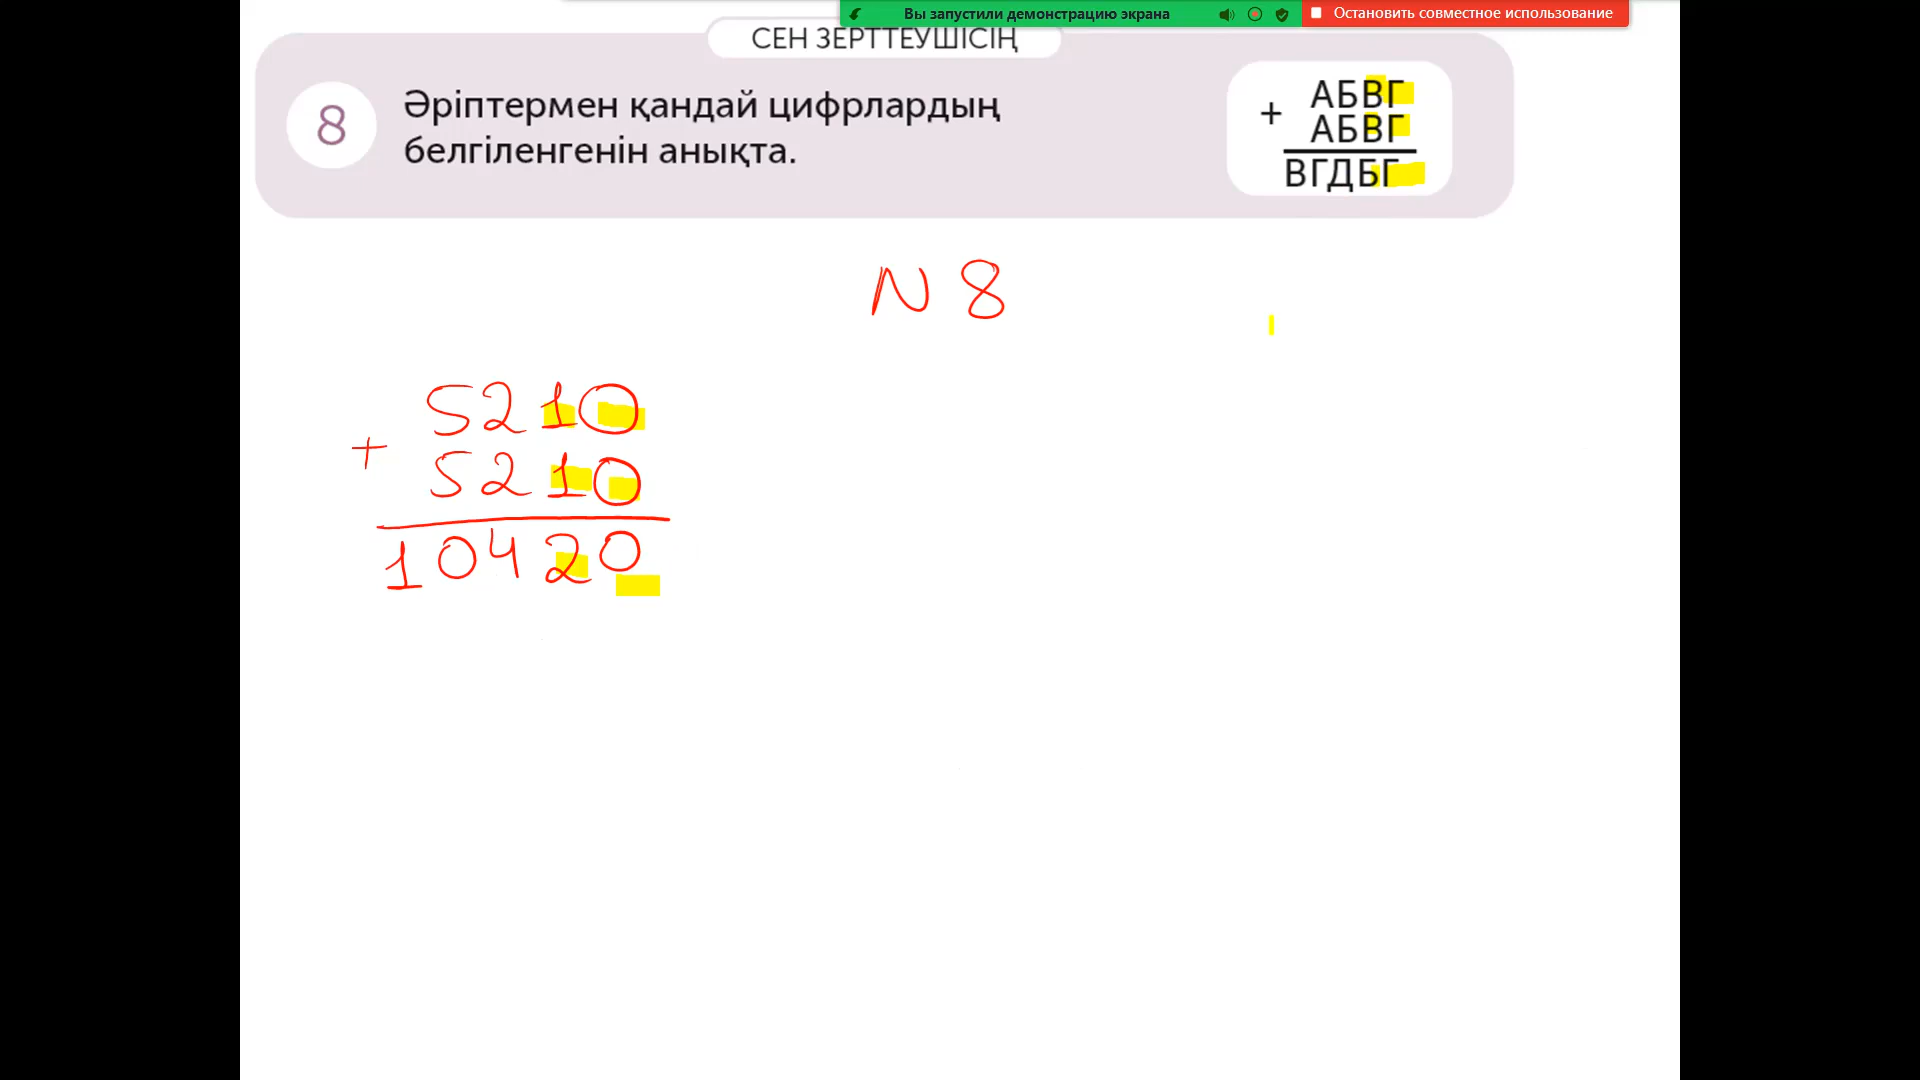 Вы запустили демонстрацию экрана
Остановить совместное использование
СЕН ЗЕРТТЕУШІСІҢ
8
Әріптермен қандай цифрлардың
белгіленгенін анықта.
АБВГ
+
АБВГ
ВГДБГ
N 8
5210
+
5210
10420